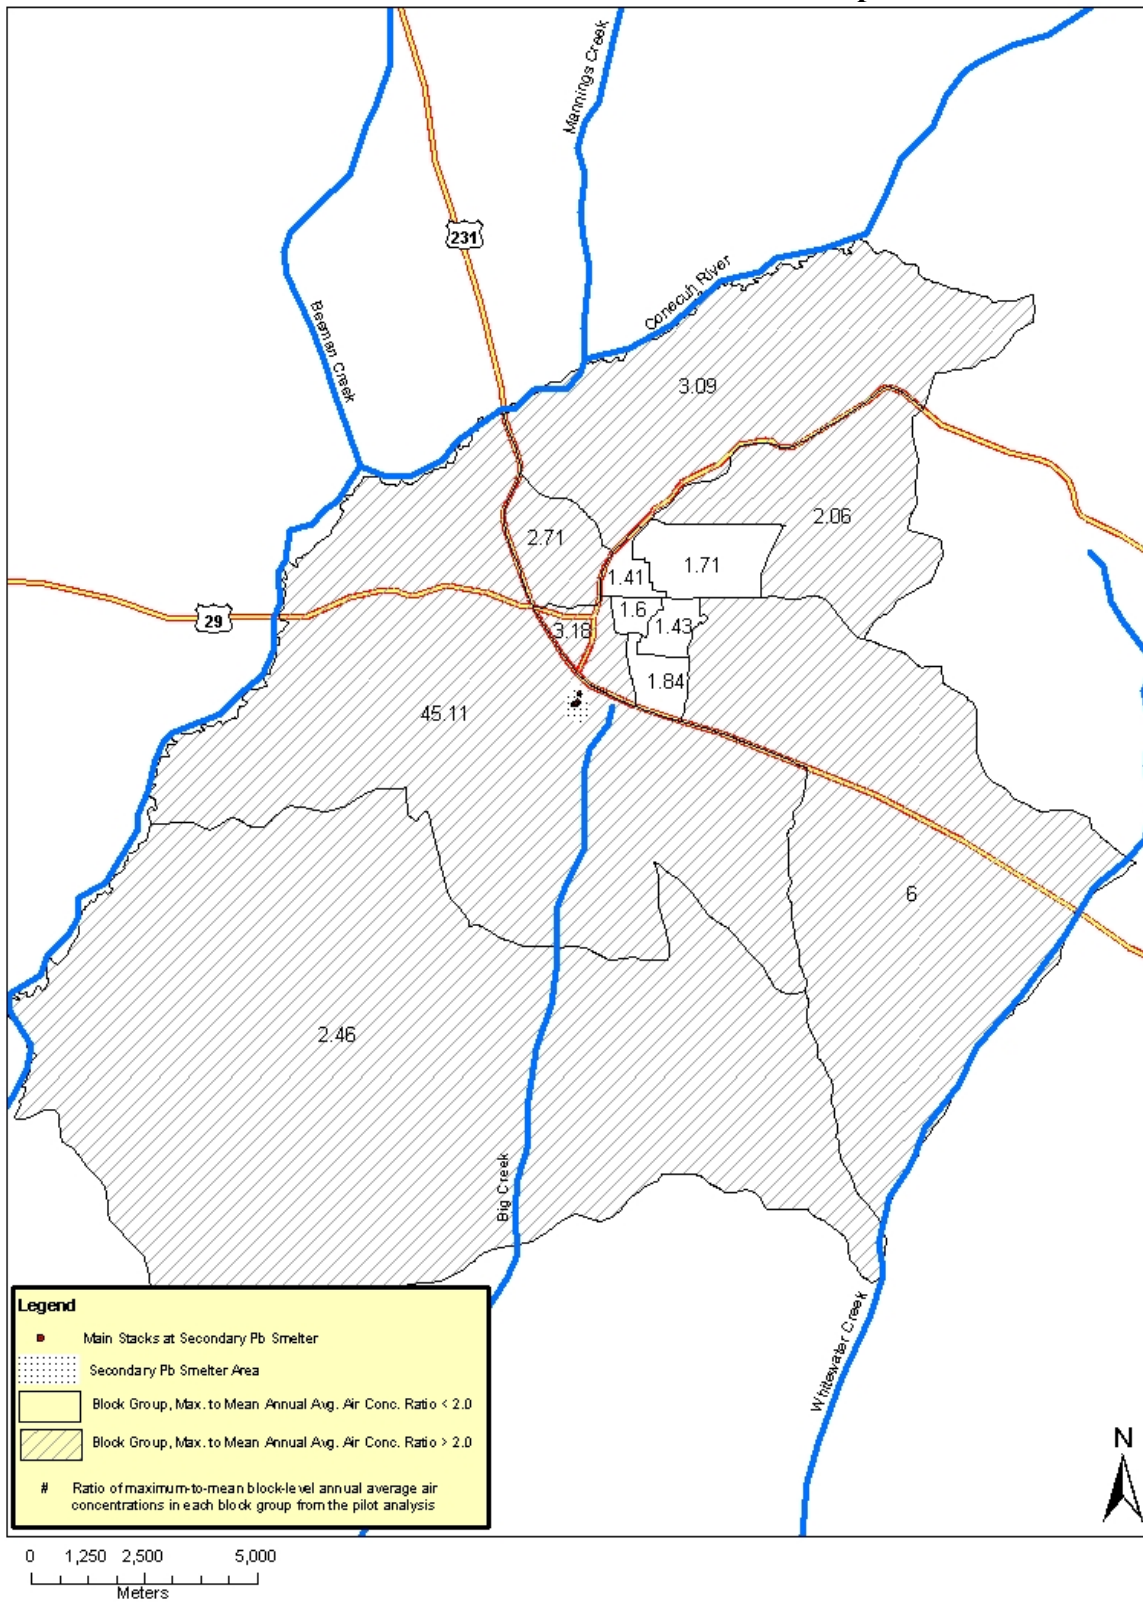 Mannings Creek
231
Conecuh River
Beeman Creek
3.09
2.06
2.71
1.71
1.41
29
1.6
1.43
3.18
1.84
45.11
6
2.46
Big Creek
Whitewater Creek
Legend
Main Stacks at Secondary Pb Smelter
Secondary Pb Smelter Area
Block Group, Max. to Mean Annual Avg. Air Conc. Ratio < 2.0
Block Group, Max. to Mean Annual Avg. Air Conc. Ratio > 2.0
# Ratio of maximum-to-mean block-level annual average air
concentrations in each block group from the pilot analysis
N
0 1,250 2,500 5,000
Meters